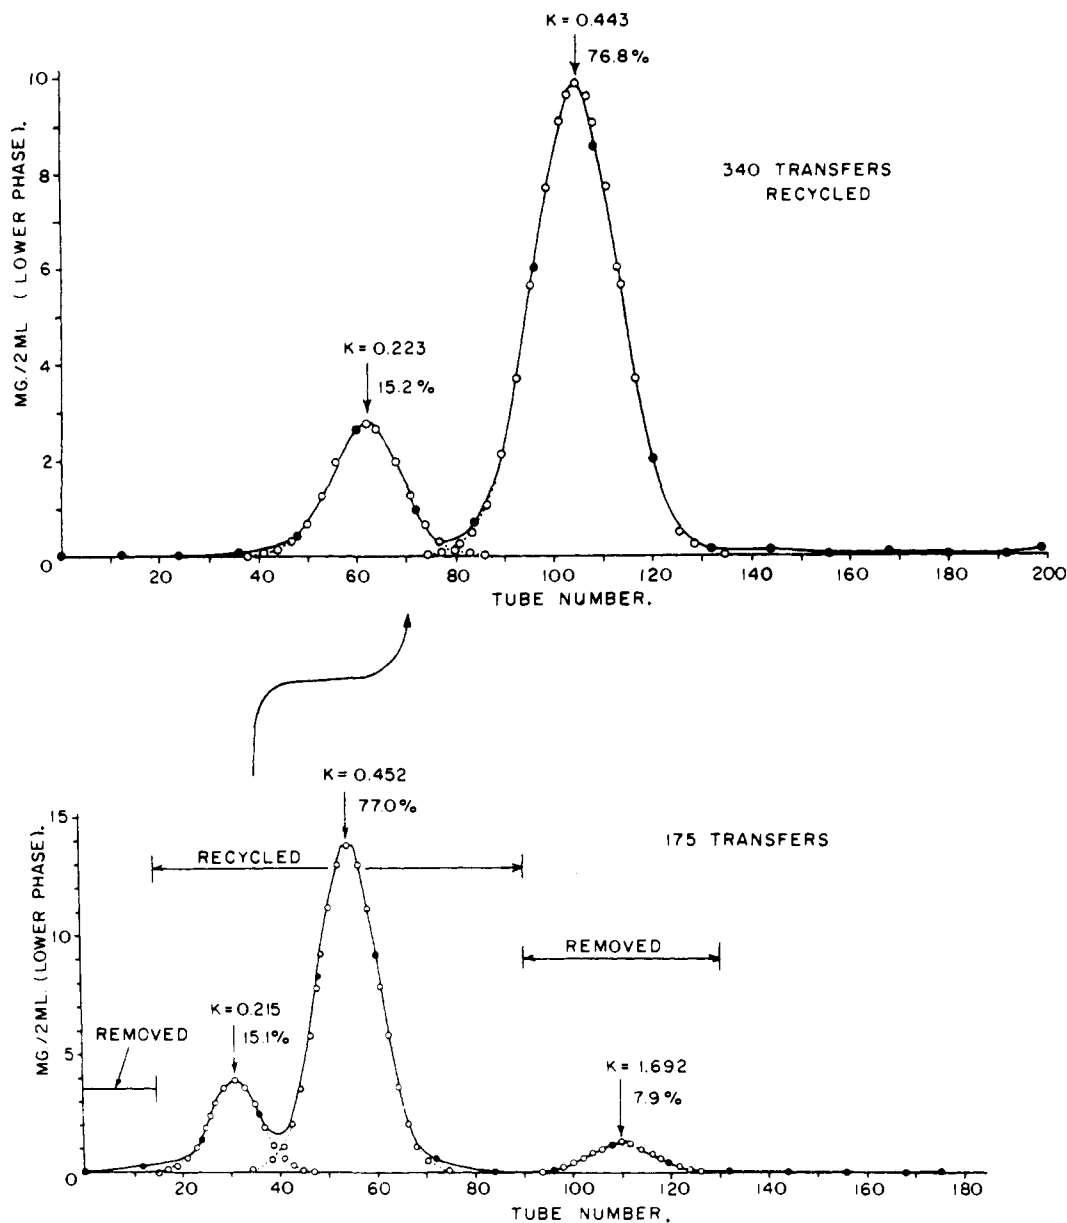 K = 0.443
76.8%
340 TRANSFERS
RECYCLED
MG./2ML (LOWER PHASE).
10
8
6
4
2
0
K = 0.223
15.2%
20 40 60 80 100 120 140 160 180 200
TUBE NUMBER.
K = 0.452
77.0%
175 TRANSFERS
MG./2ML. (LOWER PHASE).
15
10
5
0
RECYCLED
REMOVED
K = 0.215
15.1%
REMOVED
K = 1.692
7.9%
20 40 60 80 100 120 140 160 180
TUBE NUMBER.